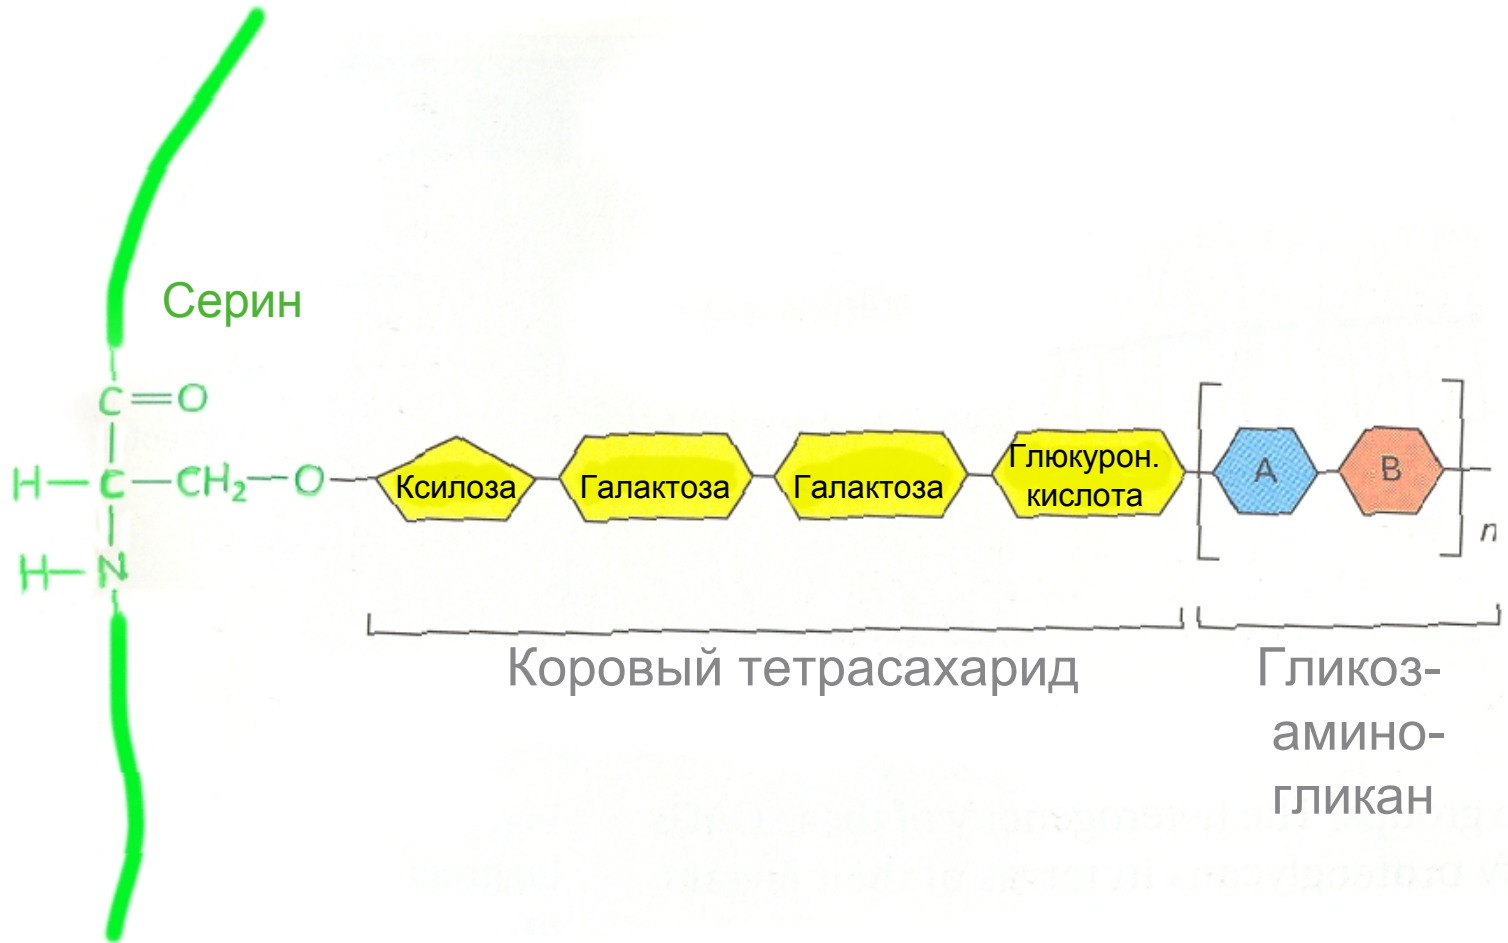 Серин
C=O
H-C-CH2-O
H-N
Ксилоза
Галактоза
Галактоза
Глюкурон.
кислота
A
B
n
Коровый тетрасахарид
Гликоз-
амино-
гликан